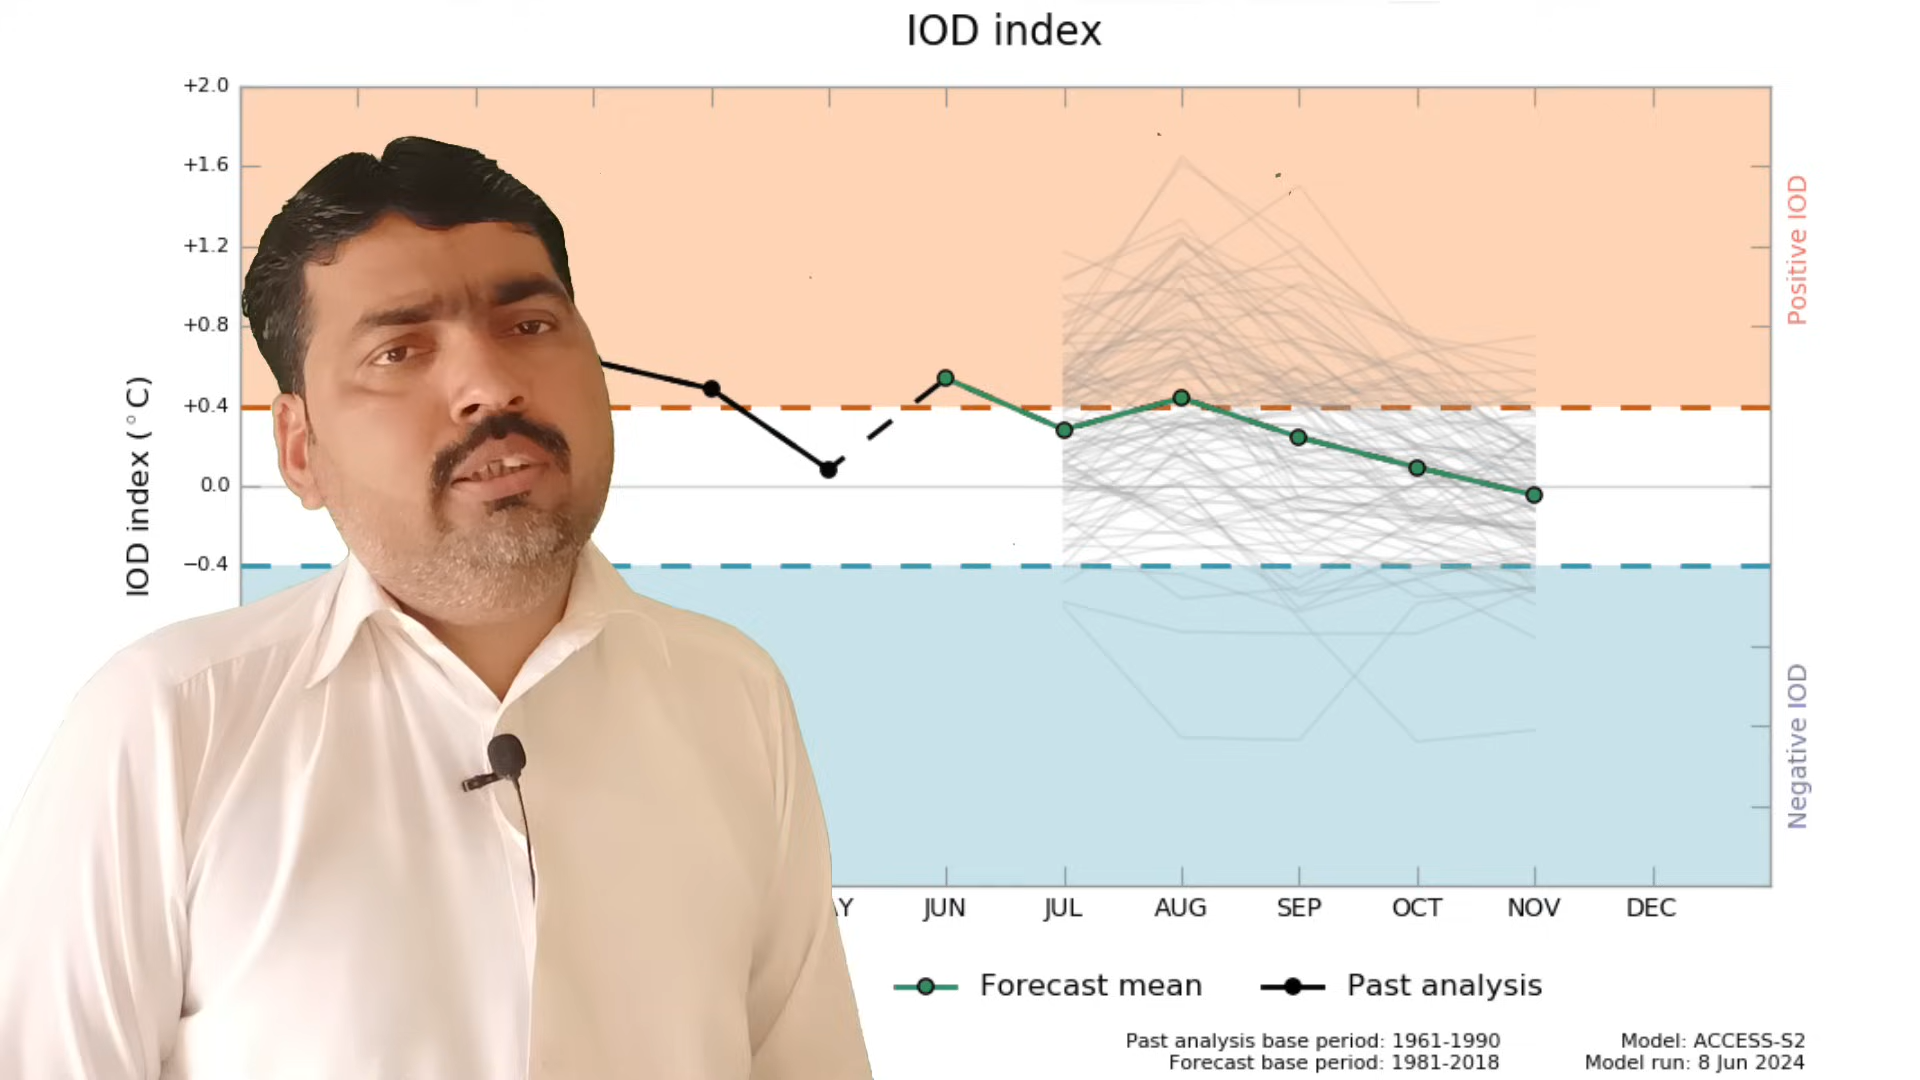 IOD index
+2.0
+1.6
+1.2
+0.8
+0.4
0.0
−0.4
IOD index (°C)
Positive IOD
Negative IOD
JUN JUL AUG SEP OCT NOV DEC
Forecast mean Past analysis
Past analysis base period: 1961-1990 Model: ACCESS-S2
Forecast base period: 1981-2018 Model run: 8 Jun 2024